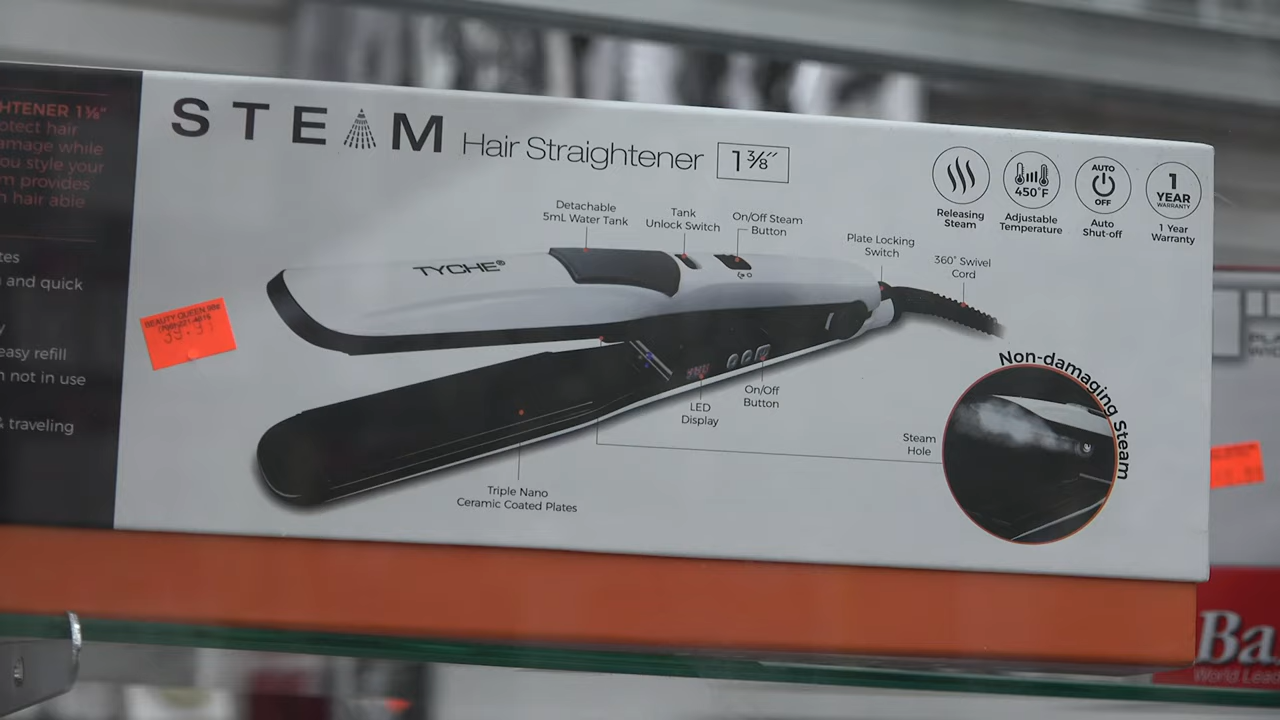 HTENER 1⅜"
otect hair
amage while
ou style your
m provides
n hair able
tes
and quick
y
easy refill
n not in use
& traveling
STEAM Hair Straightener 1⅜″
Releasing
Steam
450°F
Adjustable
Temperature
AUTO
OFF
Auto
Shut-off
1
YEAR
WARRANTY
1 Year
Warranty
Detachable
5mL Water Tank
Tank
Unlock Switch
On/Off Steam
Button
Plate Locking
Switch
360° Swivel
Cord
TYCHE®
BEAUTY QUEEN
LED
Display
On/Off
Button
Triple Nano
Ceramic Coated Plates
Steam
Hole
Non-damaging Steam
Ba
World Lead